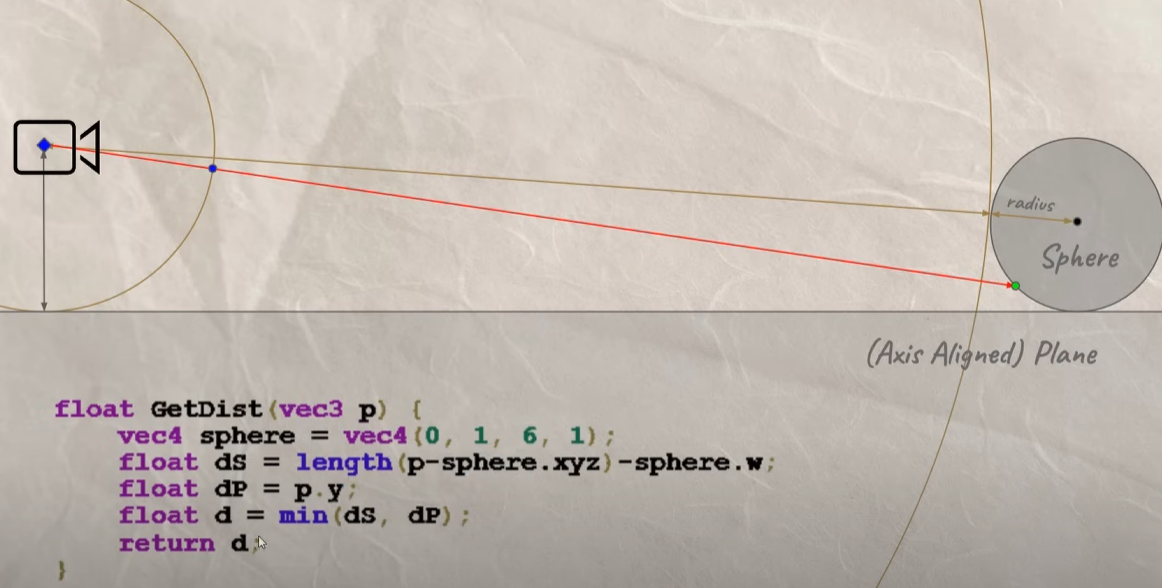 radius
Sphere
(Axis Aligned) Plane
float GetDist(vec3 p) {
vec4 sphere = vec4(0, 1, 6, 1);
float dS = length(p-sphere.xyz)-sphere.w;
float dP = p.y;
float d = min(dS, dP);
return d;
}